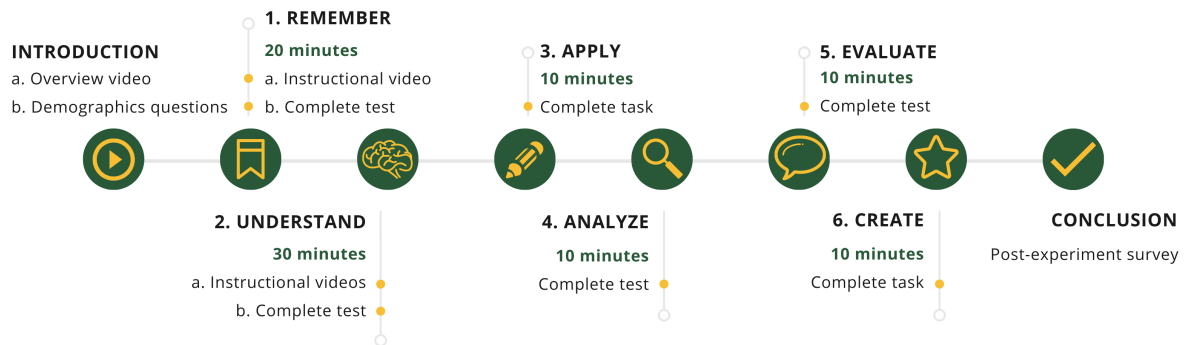 INTRODUCTION
a. Overview video
b. Demographics questions
1. REMEMBER
20 minutes
a. Instructional video
b. Complete test
2. UNDERSTAND
30 minutes
a. Instructional videos
b. Complete test
3. APPLY
10 minutes
Complete task
4. ANALYZE
10 minutes
Complete test
5. EVALUATE
10 minutes
Complete test
6. CREATE
10 minutes
Complete task
CONCLUSION
Post-experiment survey